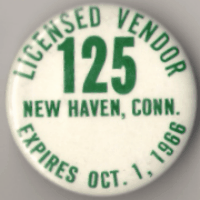 LICENSED VENDOR
125
NEW HAVEN, CONN.
EXPIRES OCT. 1, 1966